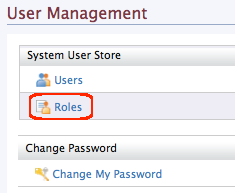 User Management
System User Store
Users
Roles
Change Password
Change My Password